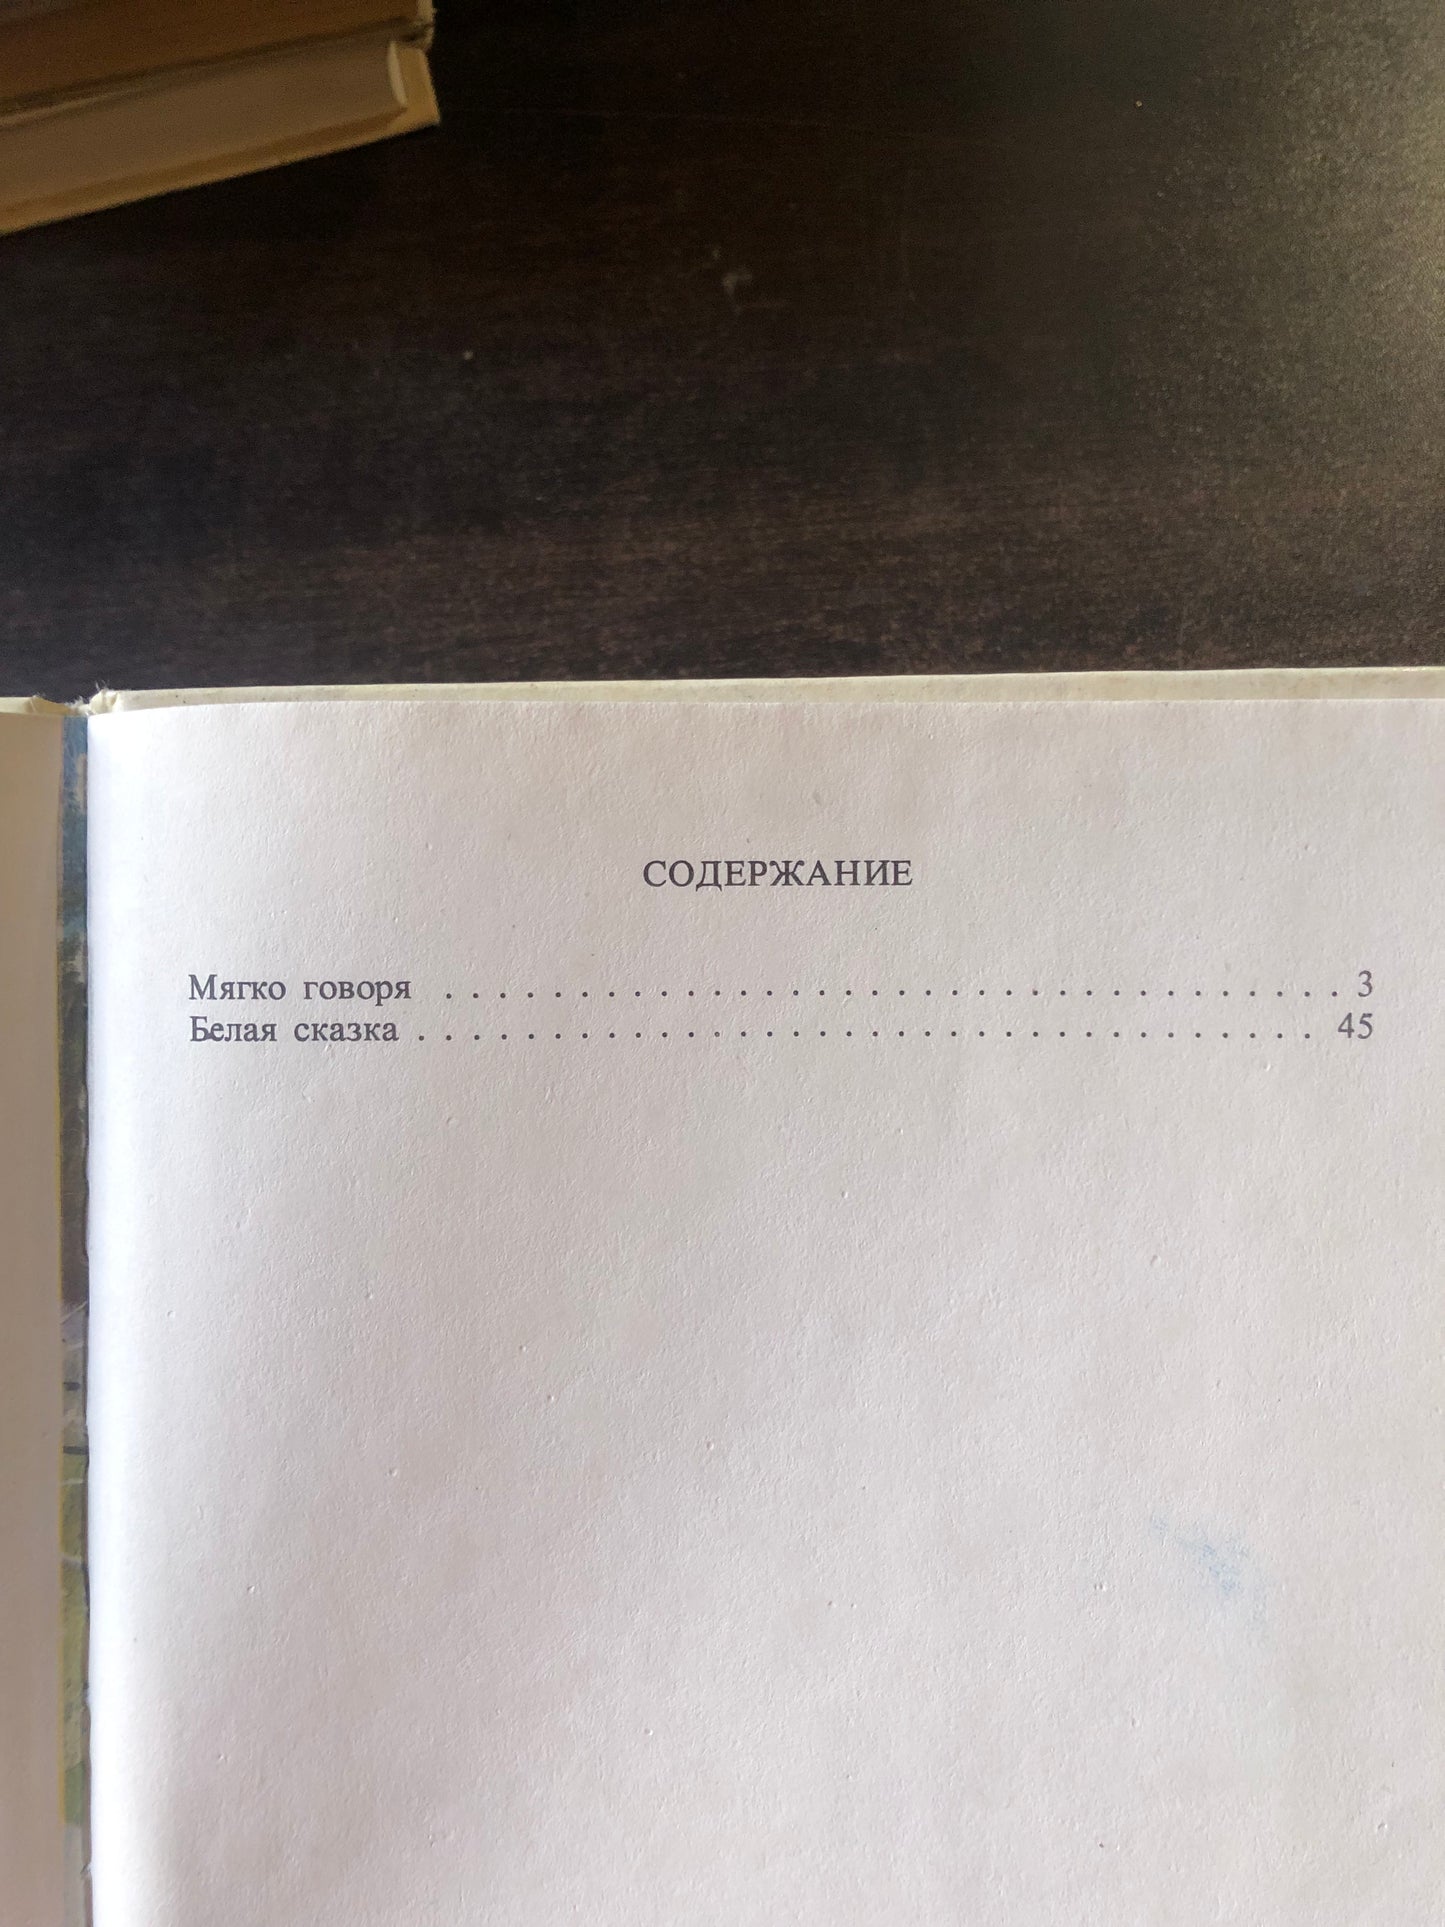 СОДЕРЖАНИЕ
Мягко говоря . . . . . . . . . . . . . . . . . . . . . . . . . . . . . . . . . . 3
Белая сказка . . . . . . . . . . . . . . . . . . . . . . . . . . . . . . . . . . 45